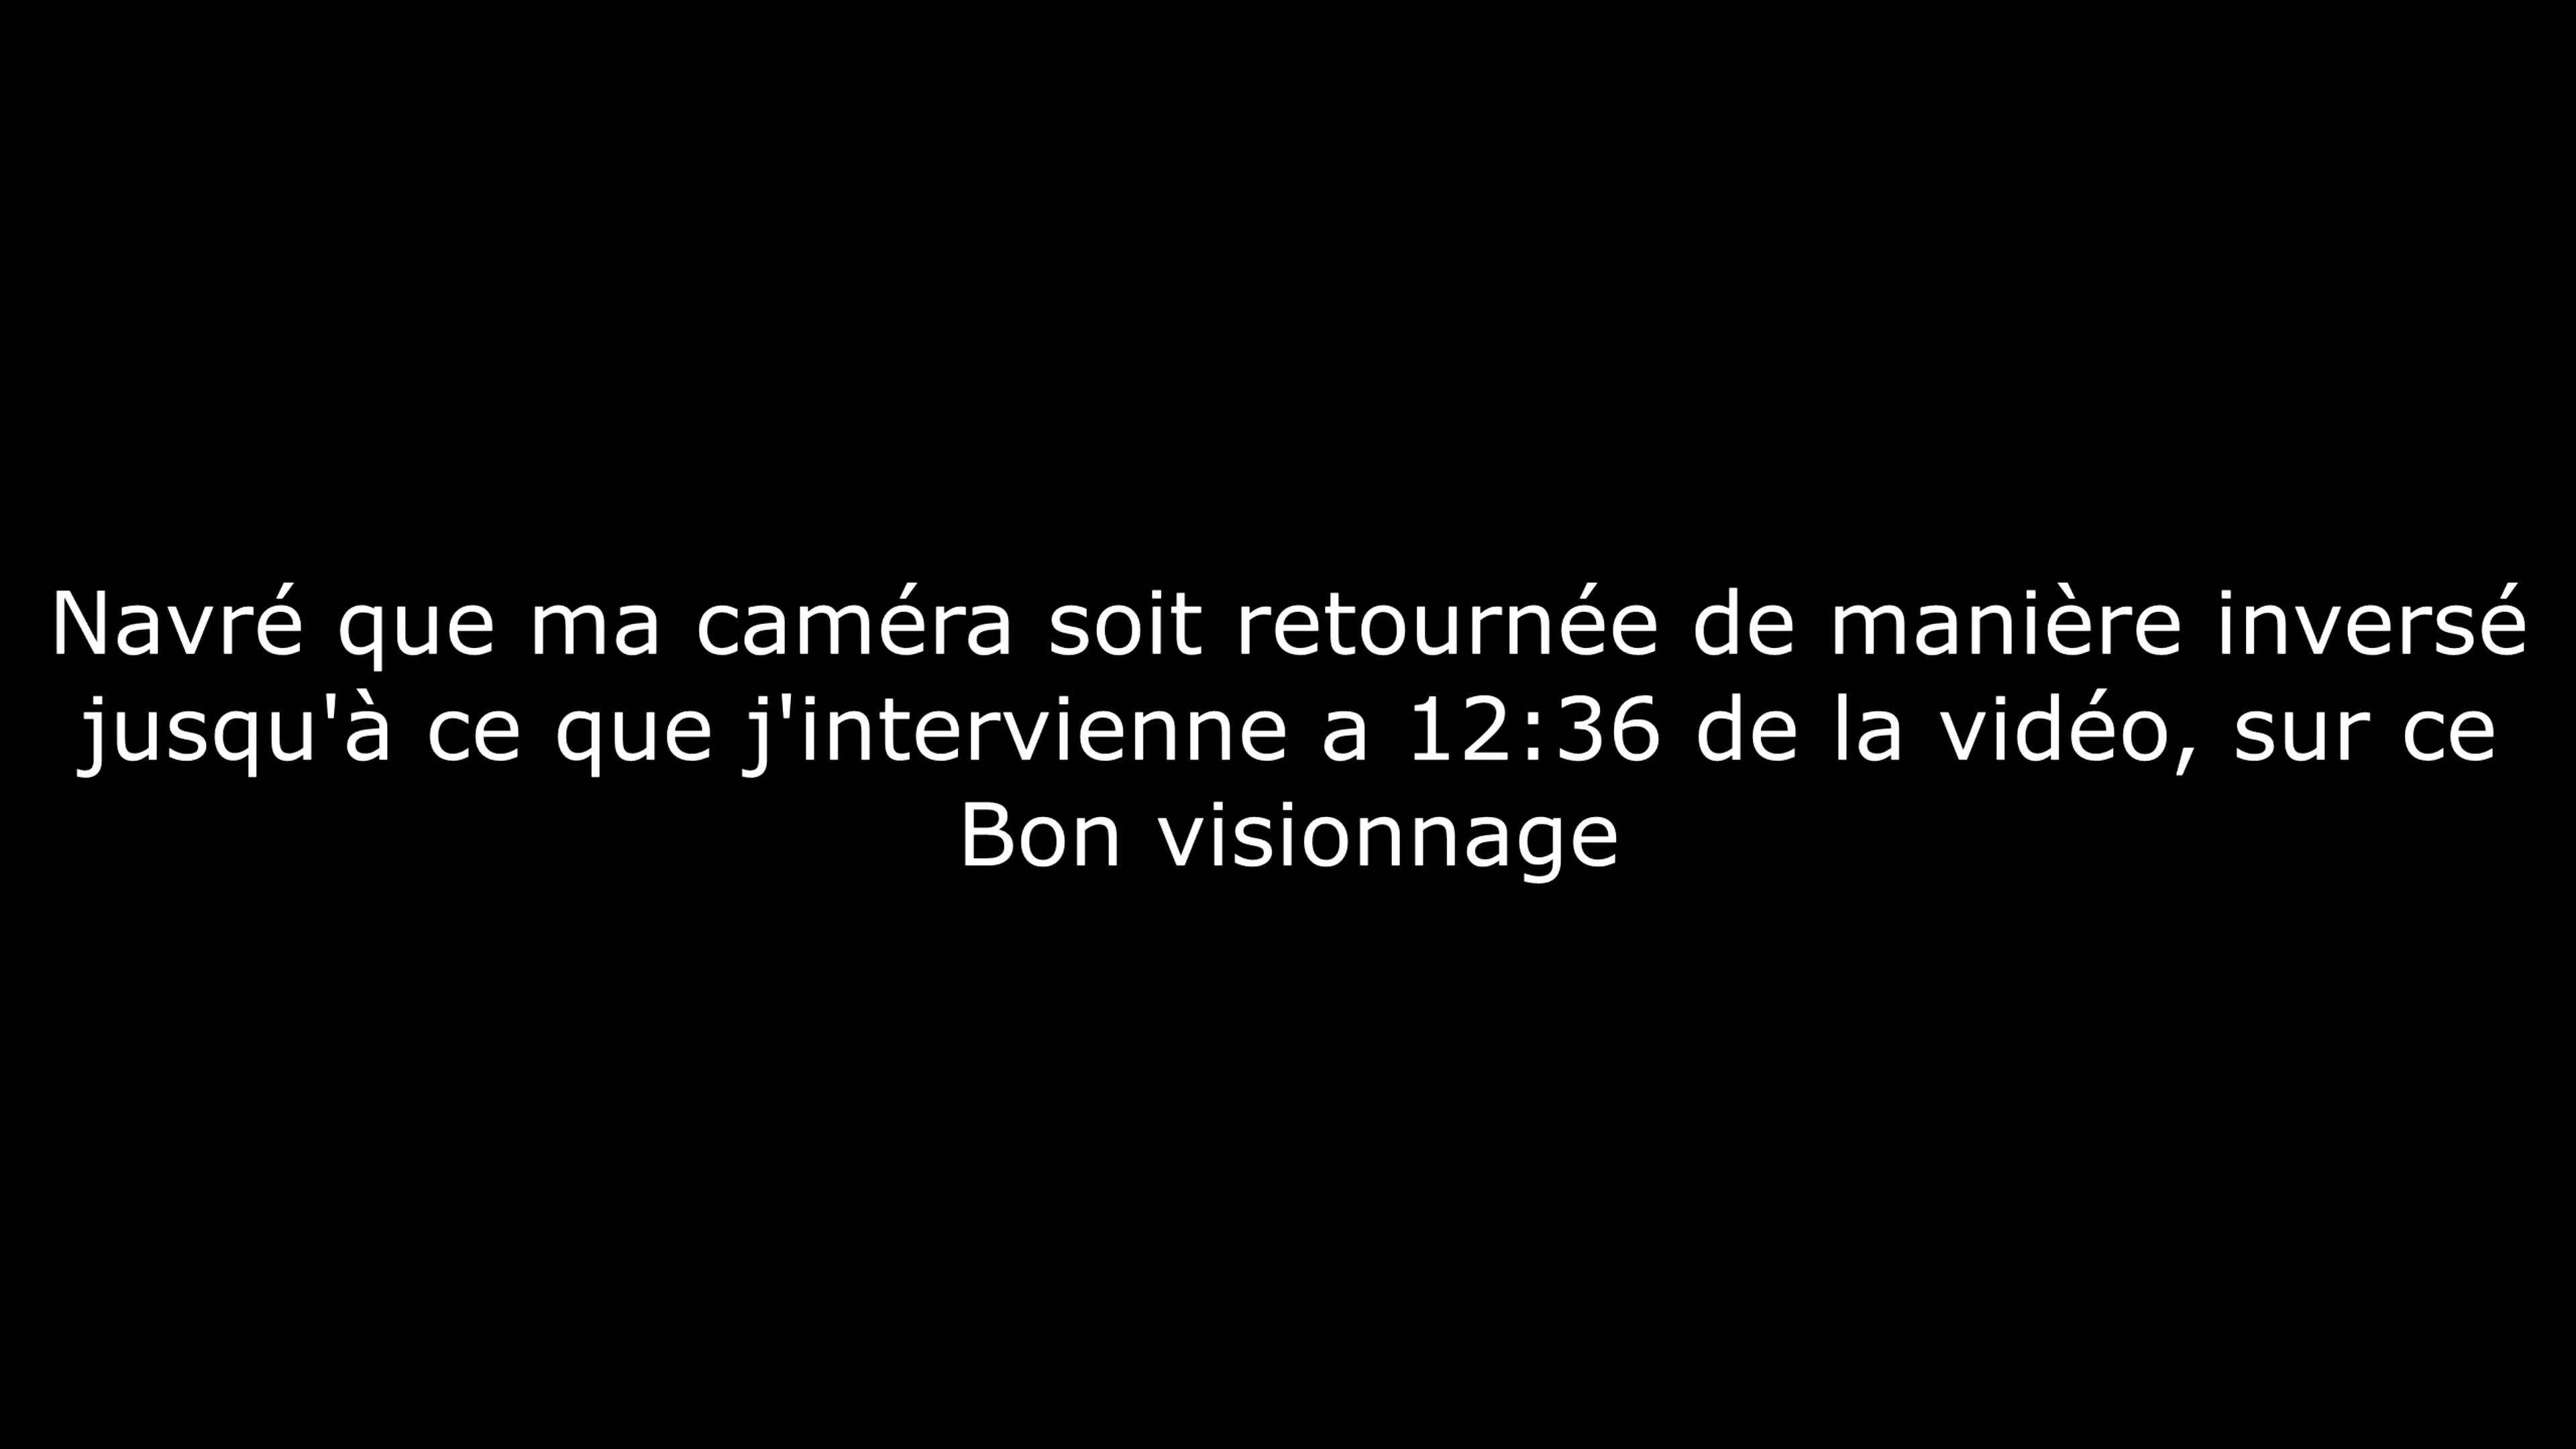 Navré que ma caméra soit retournée de manière inversé
jusqu'à ce que j'intervienne a 12:36 de la vidéo, sur ce
Bon visionnage